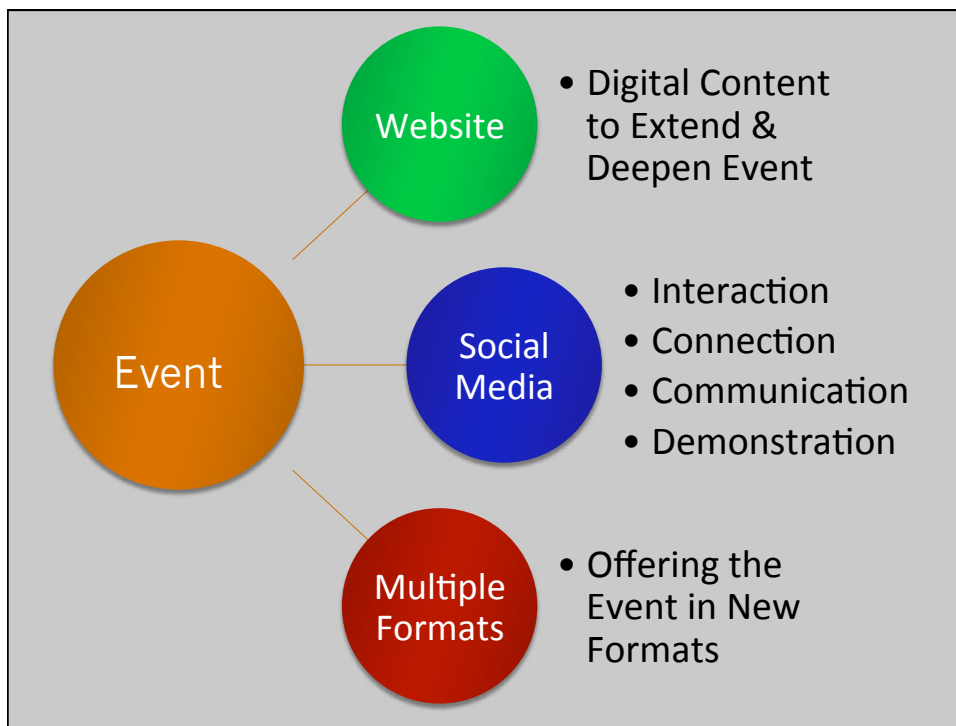 Event
Website
• Digital Content
to Extend &
Deepen Event
Social
Media
• Interaction
• Connection
• Communication
• Demonstration
Multiple
Formats
• Offering the
Event in New
Formats